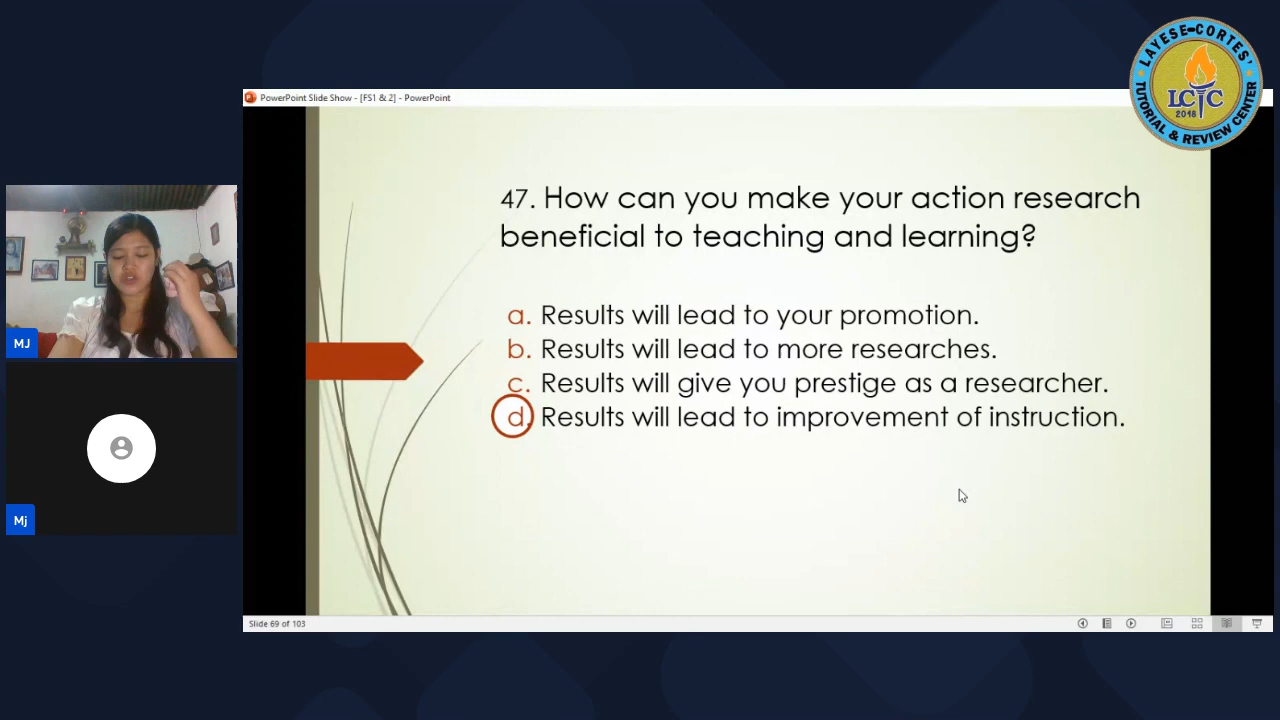 LAYESE-CORTES'
LCTC
2018
TUTORIAL & REVIEW CENTER
PowerPoint Slide Show - [FS1 & 2] - PowerPoint
47. How can you make your action research
beneficial to teaching and learning?
a. Results will lead to your promotion.
b. Results will lead to more researches.
c. Results will give you prestige as a researcher.
d. Results will lead to improvement of instruction.
MJ
Mj
Slide 69 of 103